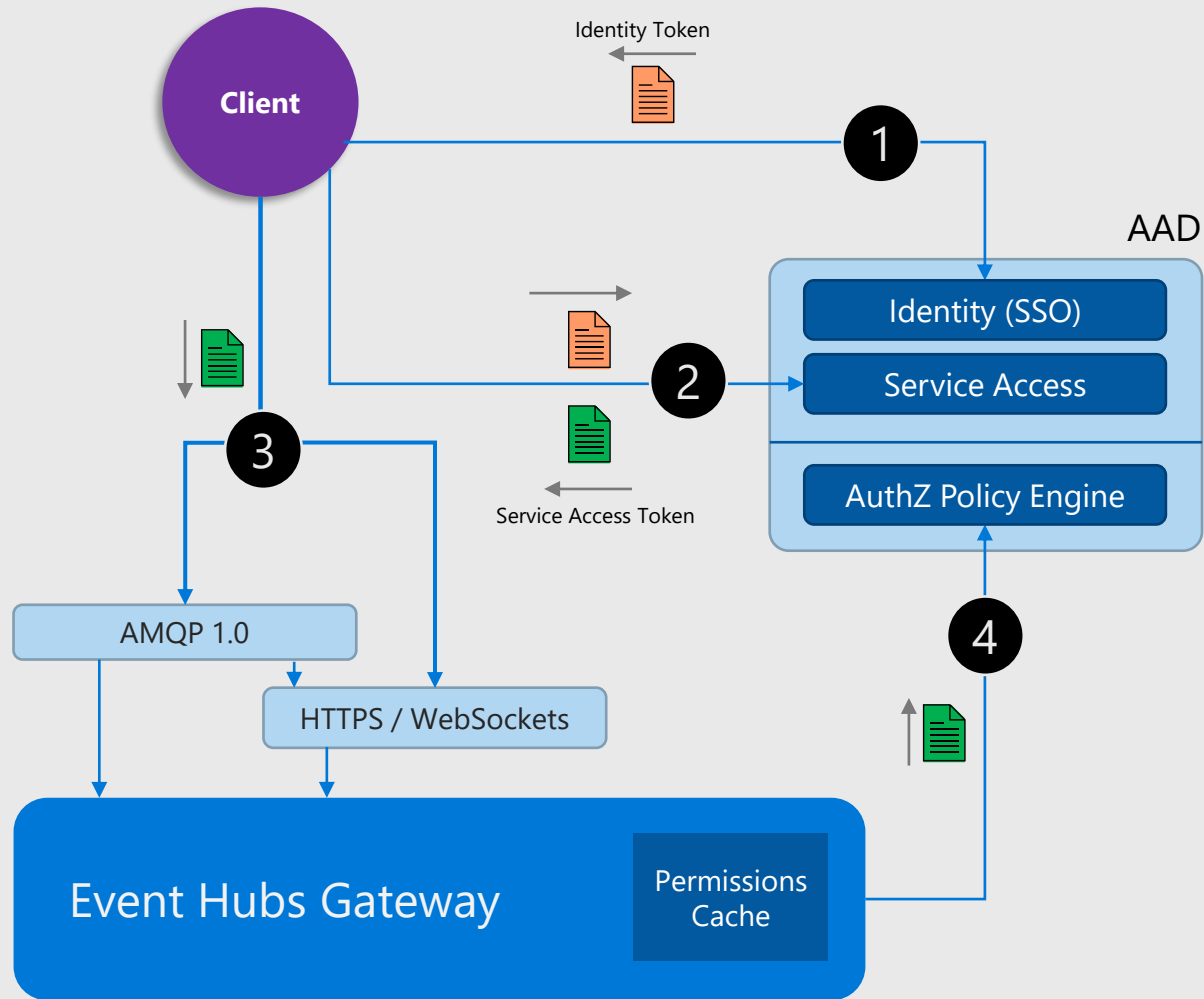 Identity Token
Client
1
AAD
Identity (SSO)
2
Service Access
3
Service Access Token
AuthZ Policy Engine
AMQP 1.0
4
HTTPS / WebSockets
Event Hubs Gateway
Permissions
Cache